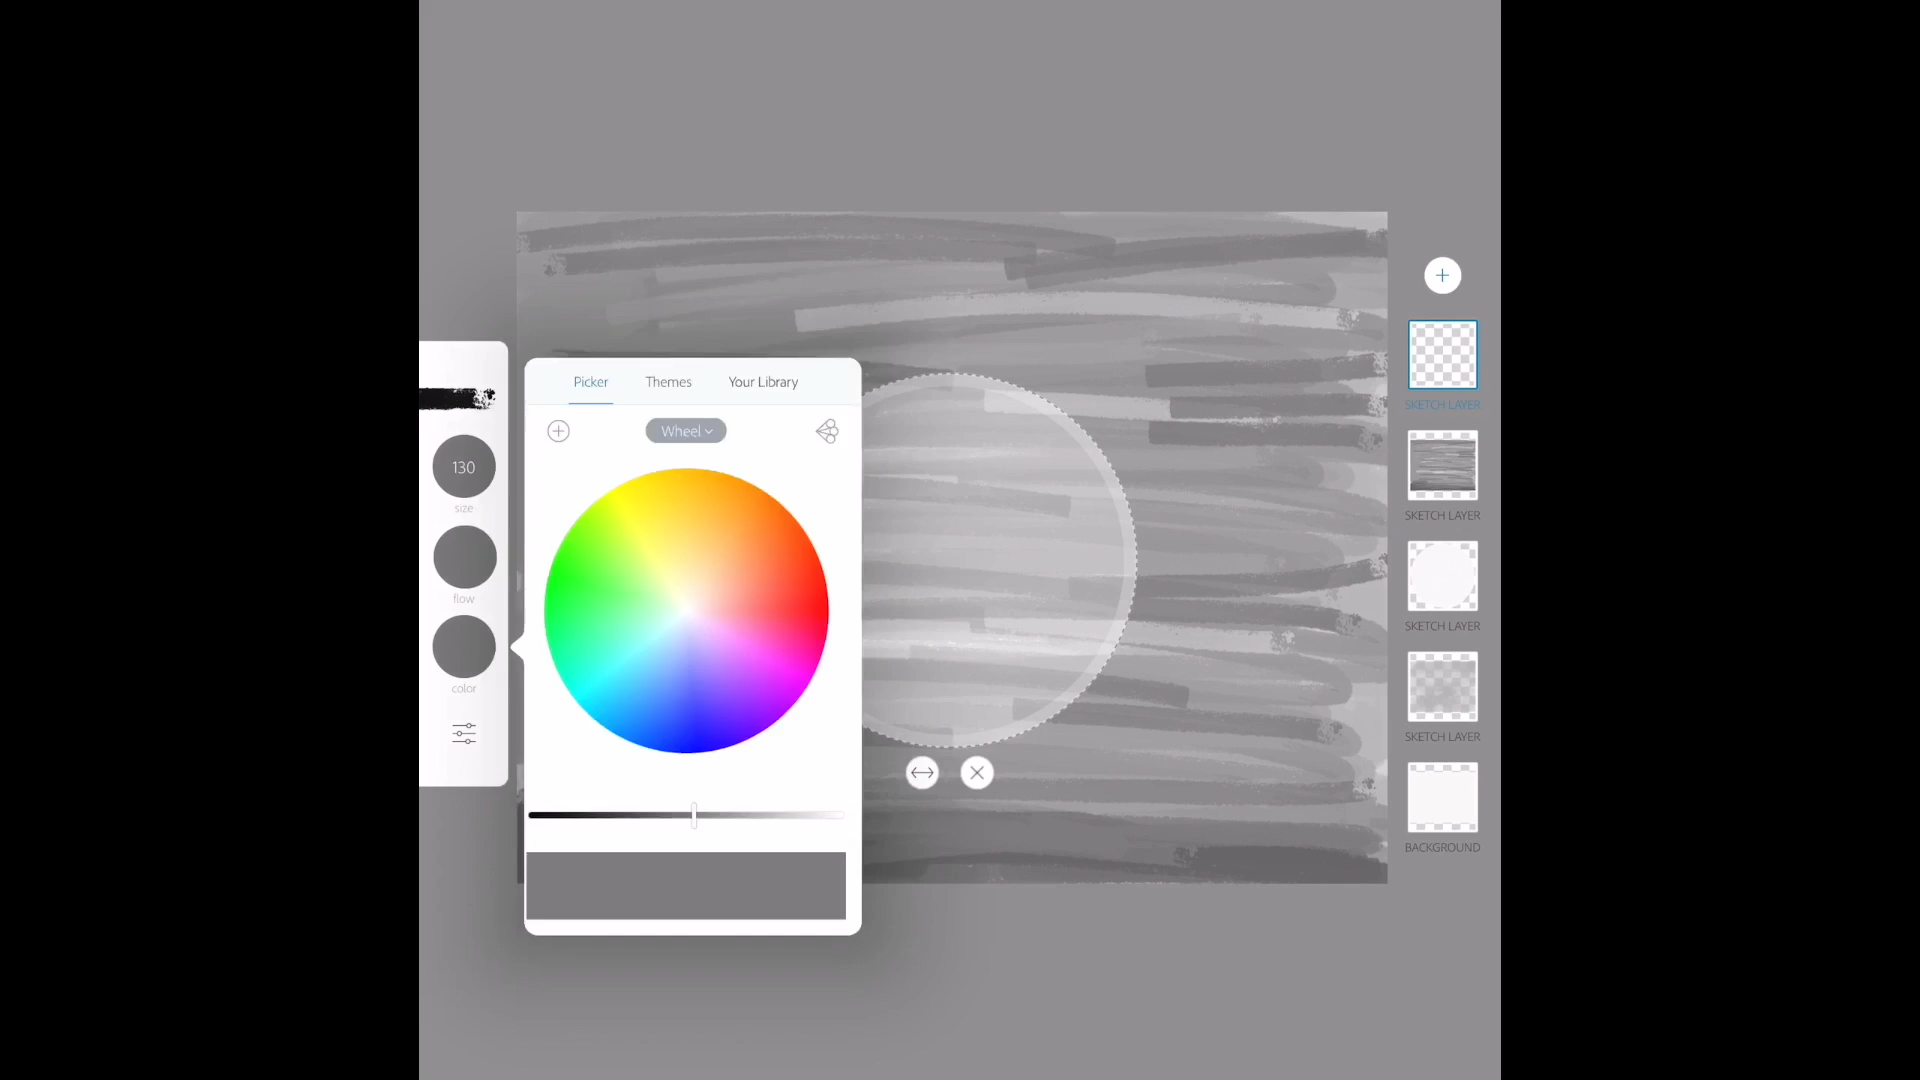 Picker Themes Your Library
Wheel
130
size
flow
color
SKETCH LAYER
SKETCH LAYER
SKETCH LAYER
SKETCH LAYER
BACKGROUND